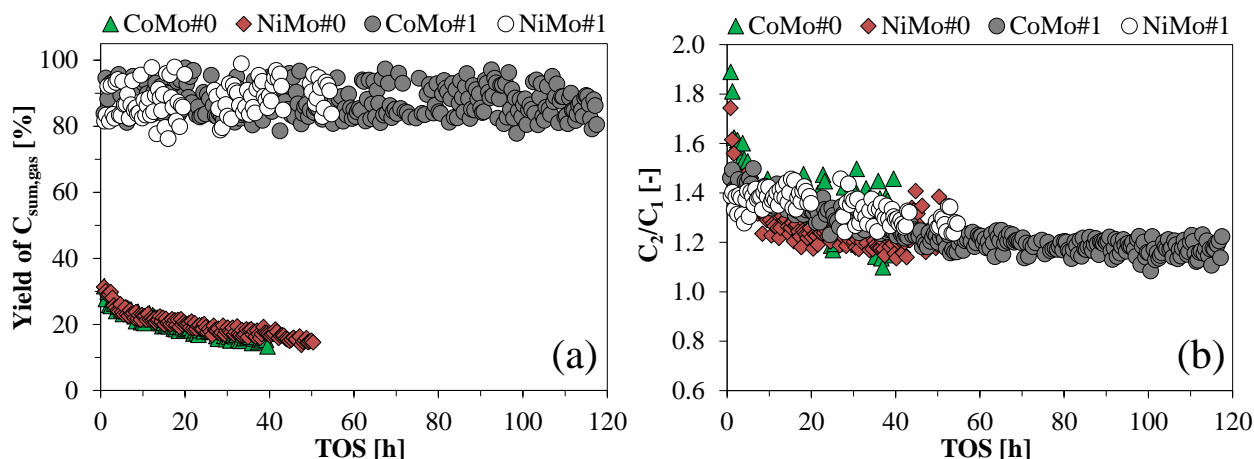 CoMo#0 NiMo#0 CoMo#1 NiMo#1
100
80
60
40
20
0
Yield of C_sum,gas [%]
0 20 40 60 80 100 120
TOS [h]
(a)
CoMo#0 NiMo#0 CoMo#1 NiMo#1
2.0
1.8
1.6
1.4
1.2
1.0
0.8
0.6
C₂/C₁ [-]
0 20 40 60 80 100 120
TOS [h]
(b)